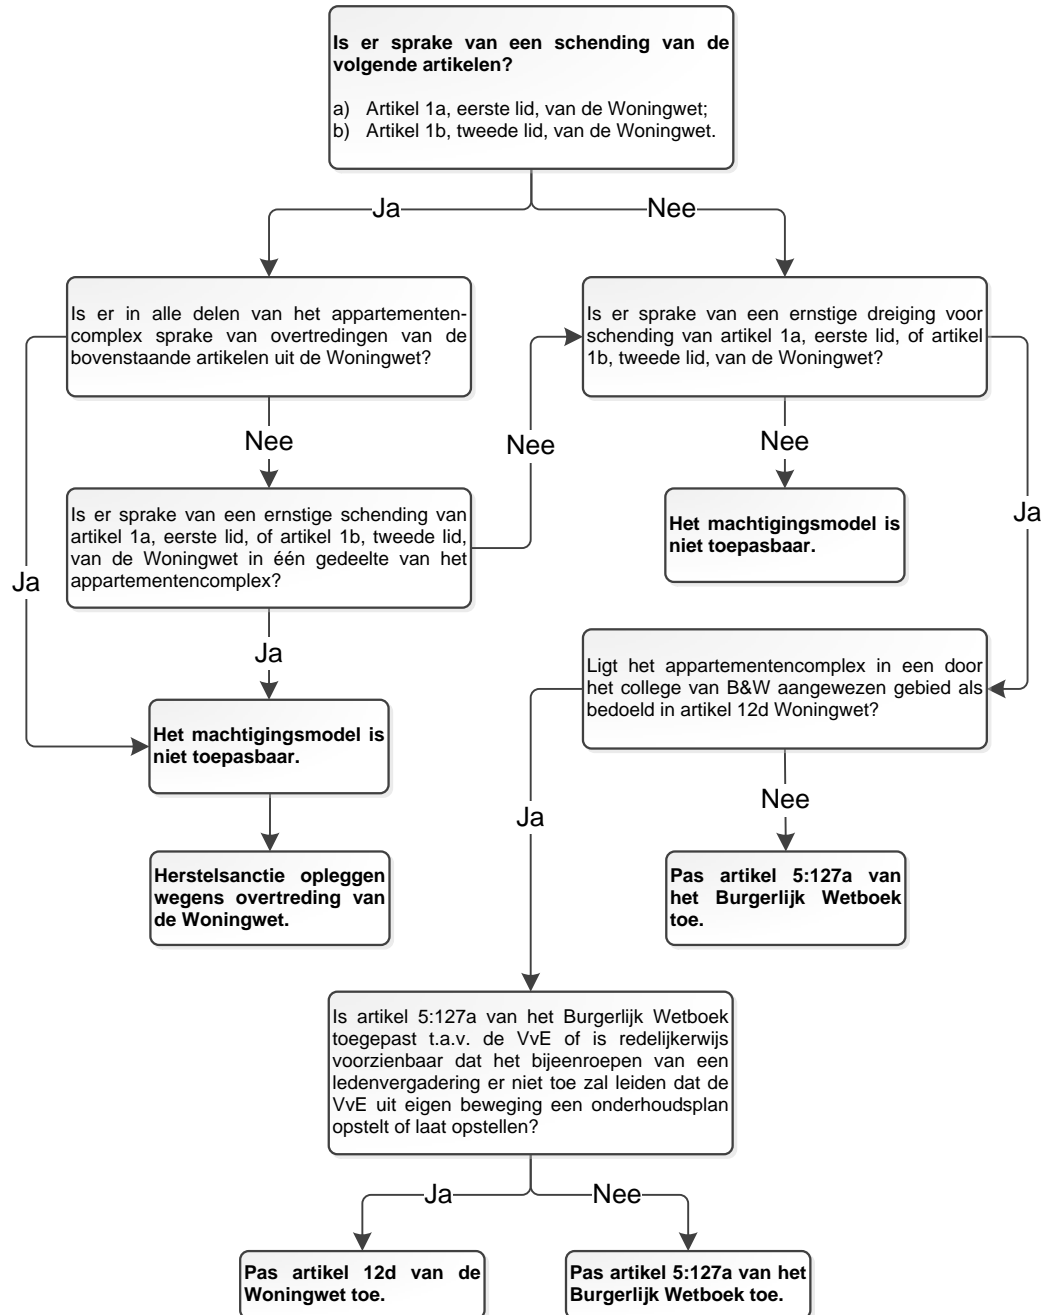 Is er sprake van een schending van de
volgende artikelen?
a) Artikel 1a, eerste lid, van de Woningwet;
b) Artikel 1b, tweede lid, van de Woningwet.
Ja
Nee
Is er in alle delen van het appartementen-
complex sprake van overtredingen van de
bovenstaande artikelen uit de Woningwet?
Is er sprake van een ernstige dreiging voor
schending van artikel 1a, eerste lid, of artikel
1b, tweede lid, van de Woningwet?
Nee
Nee
Nee
Is er sprake van een ernstige schending van
artikel 1a, eerste lid, of artikel 1b, tweede lid,
van de Woningwet in één gedeelte van het
appartementencomplex?
Het machtigingsmodel is
niet toepasbaar.
Ja
Ja
Ja
Ligt het appartementencomplex in een door
het college van B&W aangewezen gebied als
bedoeld in artikel 12d Woningwet?
Het machtigingsmodel is
niet toepasbaar.
Nee
Ja
Herstelsanctie opleggen
wegens overtreding van
de Woningwet.
Pas artikel 5:127a van
het Burgerlijk Wetboek
toe.
Is artikel 5:127a van het Burgerlijk Wetboek
toegepast t.a.v. de VvE of is redelijkerwijs
voorzienbaar dat het bijeenroepen van een
ledenvergadering er niet toe zal leiden dat de
VvE uit eigen beweging een onderhoudsplan
opstelt of laat opstellen?
Ja
Nee
Pas artikel 12d van de
Woningwet toe.
Pas artikel 5:127a van het
Burgerlijk Wetboek toe.